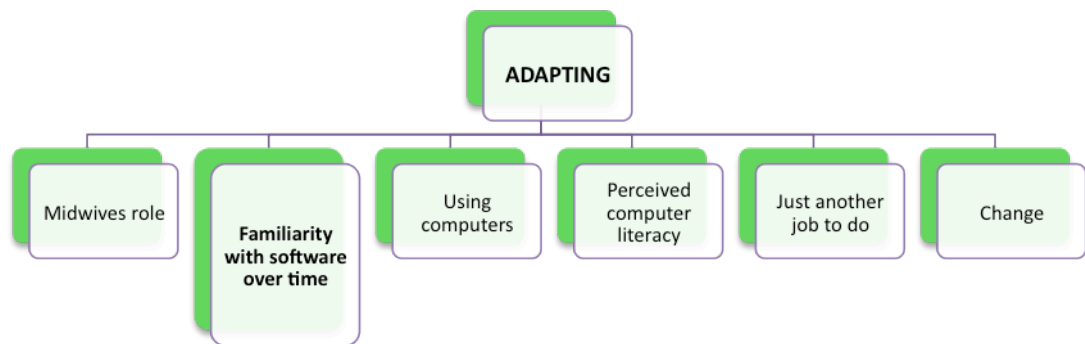 ADAPTING
Midwives role
Familiarity
with software
over time
Using
computers
Perceived
computer
literacy
Just another
job to do
Change